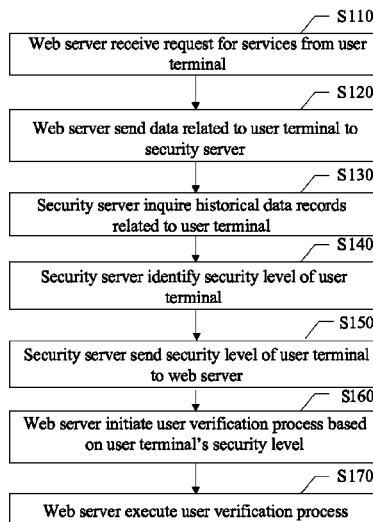 S110
Web server receive request for services from user
terminal
S120
Web server send data related to user terminal to
security server
S130
Security server inquire historical data records
related to user terminal
S140
Security server identify security level of user
terminal
S150
Security server send security level of user terminal
to web server
S160
Web server initiate user verification process based
on user terminal's security level
S170
Web server execute user verification process